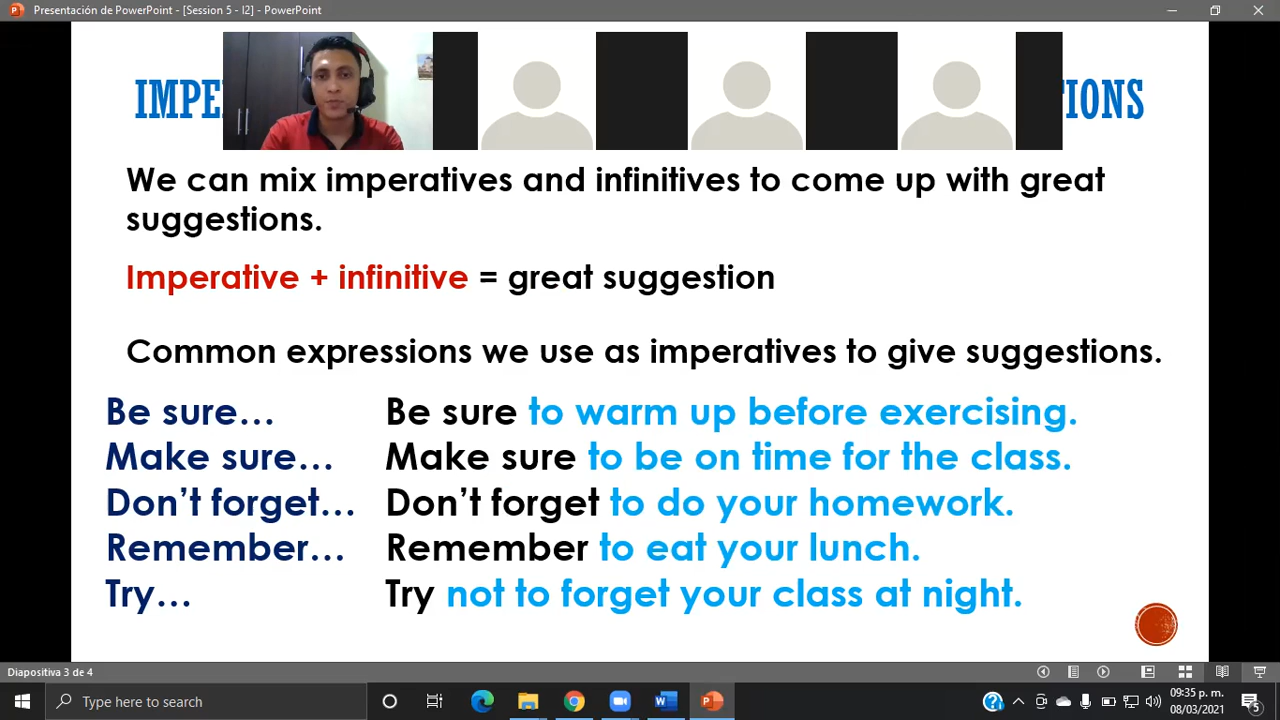 Presentación de PowerPoint - [Session 5 - I2] - PowerPoint
We can mix imperatives and infinitives to come up with great
suggestions.
Imperative + infinitive = great suggestion
Common expressions we use as imperatives to give suggestions.
Be sure… Be sure to warm up before exercising.
Make sure… Make sure to be on time for the class.
Don’t forget… Don’t forget to do your homework.
Remember… Remember to eat your lunch.
Try… Try not to forget your class at night.
Diapositiva 3 de 4
Type here to search
09:35 p. m.
08/03/2021
5